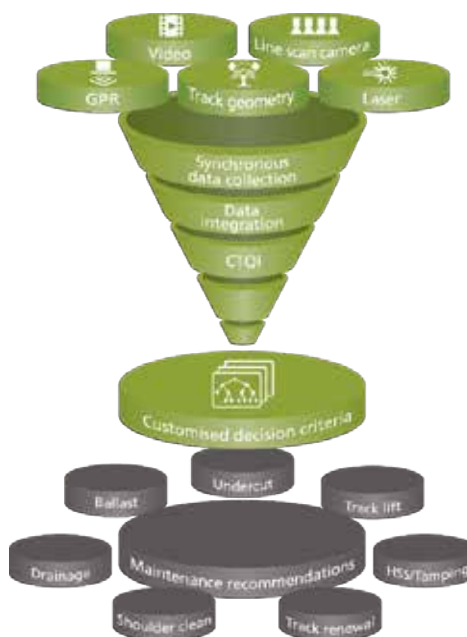 Video
Line scan camera
GPR
Track geometry
Laser
Synchronous
data collection
Data
integration
CTQI
Customised decision criteria
Undercut
Ballast
Track lift
Drainage
Maintenance recommendations
HSS/Tamping
Shoulder clean
Track renewal